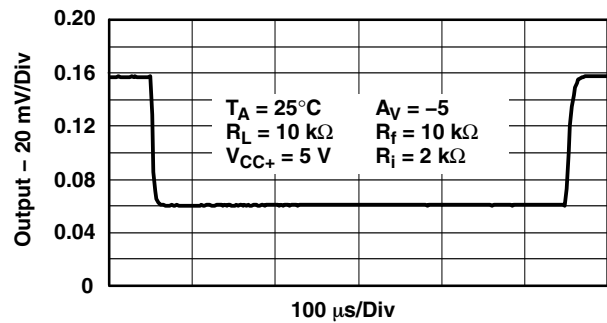 0.20
0.16
0.12
0.08
0.04
0
Output – 20 mV/Div
T_A = 25°C A_V = –5
R_L = 10 kΩ R_f = 10 kΩ
V_CC+ = 5 V R_i = 2 kΩ
100 μs/Div